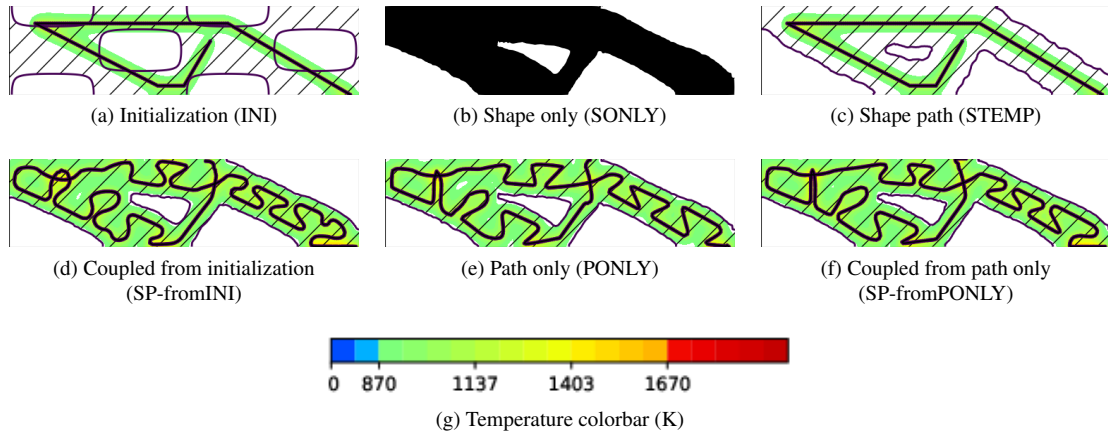 (a) Initialization (INI)
(b) Shape only (SONLY)
(c) Shape path (STEMP)
(d) Coupled from initialization
(SP-fromINI)
(e) Path only (PONLY)
(f) Coupled from path only
(SP-fromPONLY)
0 870 1137 1403 1670
(g) Temperature colorbar (K)